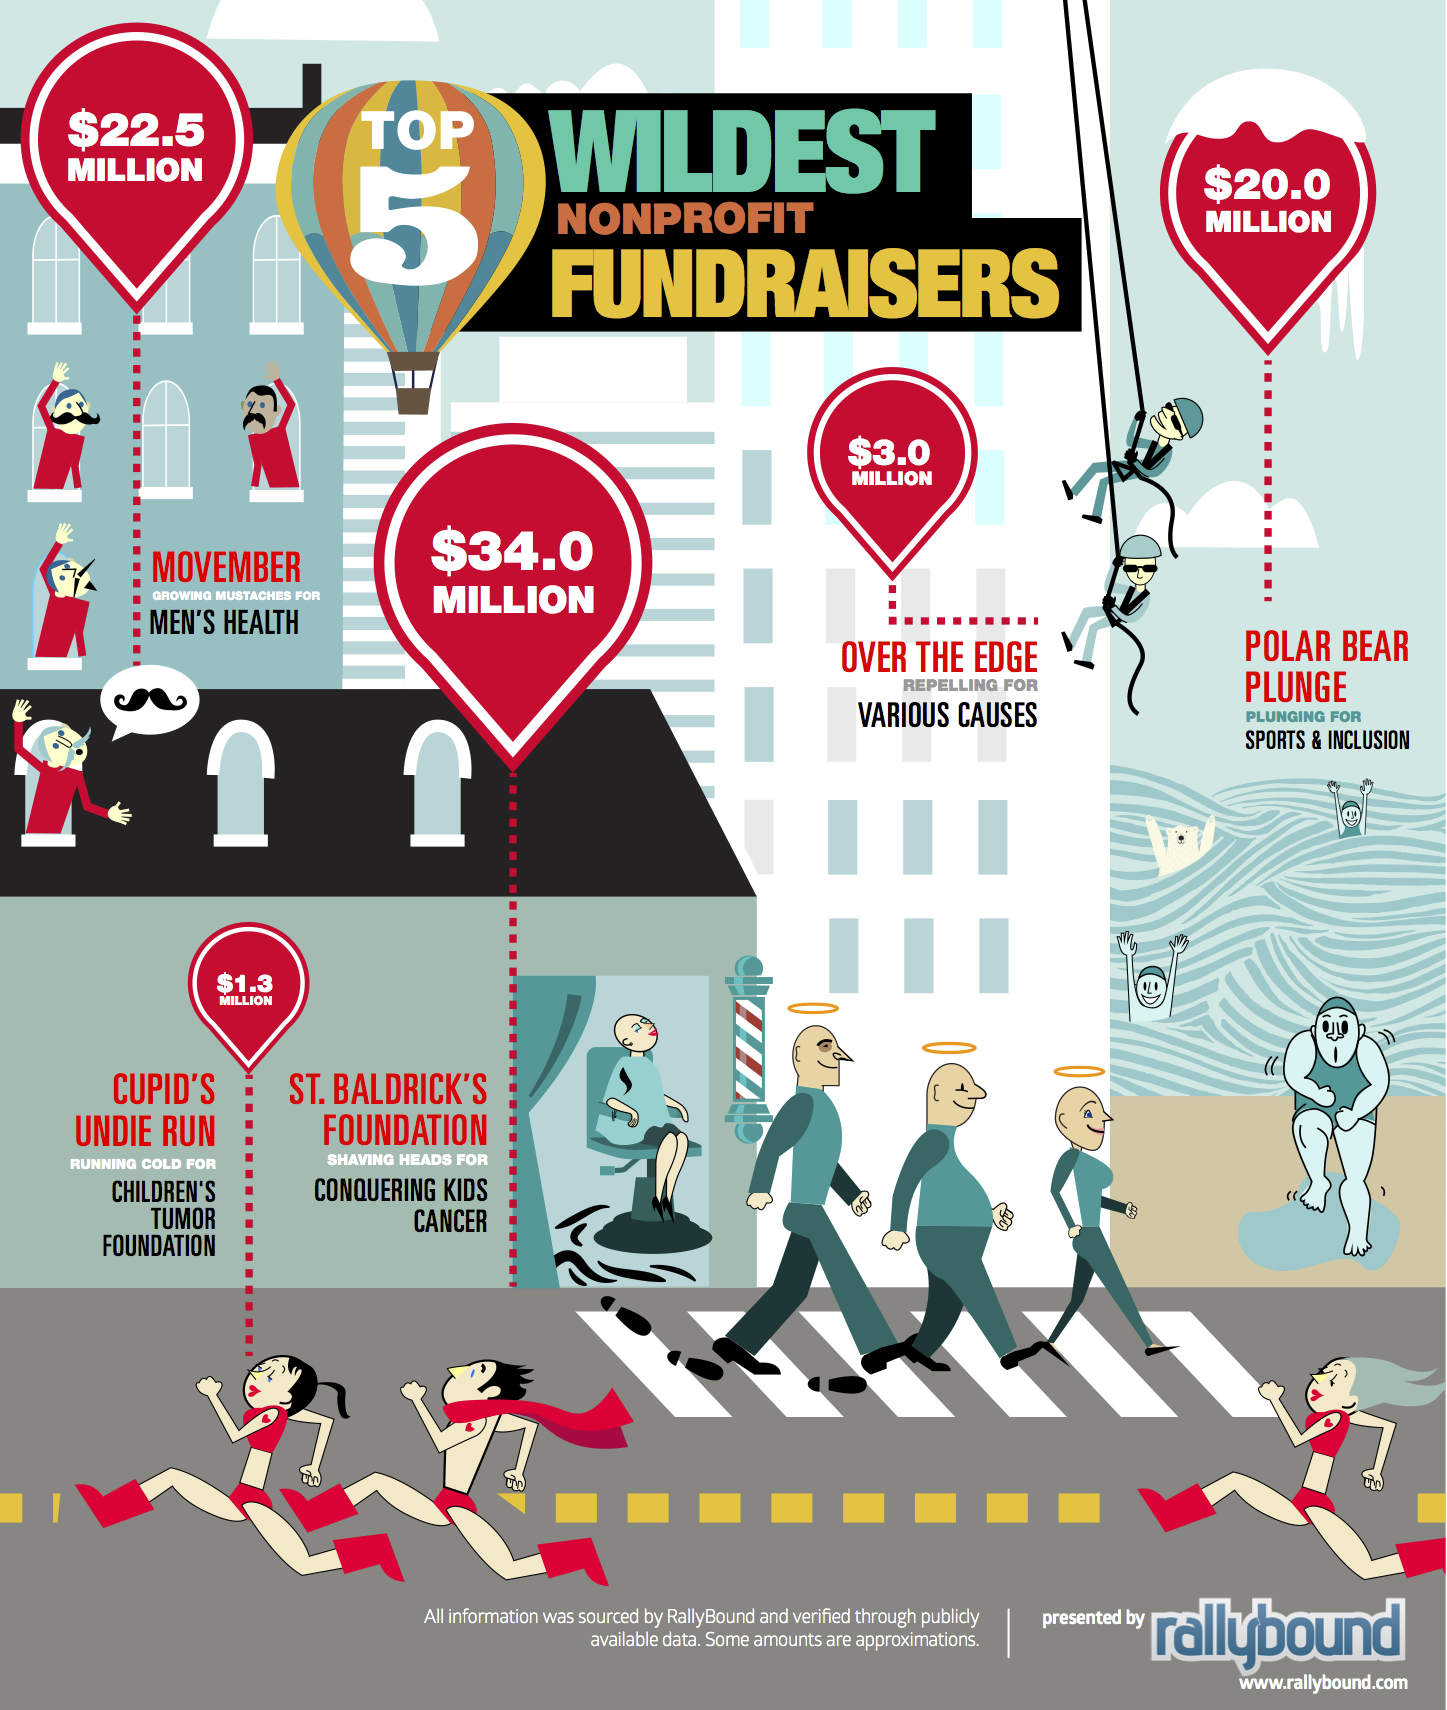 TOP
5
WILDEST
NONPROFIT
FUNDRAISERS
$22.5
MILLION
MOVEMBER
GROWING MUSTACHES FOR
MEN'S HEALTH
$34.0
MILLION
ST. BALDRICK'S
FOUNDATION
SHAVING HEADS FOR
CONQUERING KIDS
CANCER
$3.0
MILLION
OVER THE EDGE
REPELLING FOR
VARIOUS CAUSES
$20.0
MILLION
POLAR BEAR
PLUNGE
PLUNGING FOR
SPORTS & INCLUSION
$1.3
MILLION
CUPID'S
UNDIE RUN
RUNNING COLD FOR
CHILDREN'S
TUMOR
FOUNDATION
All information was sourced by RallyBound and verified through publicly
available data. Some amounts are approximations.
presented by rallybound
www.rallybound.com